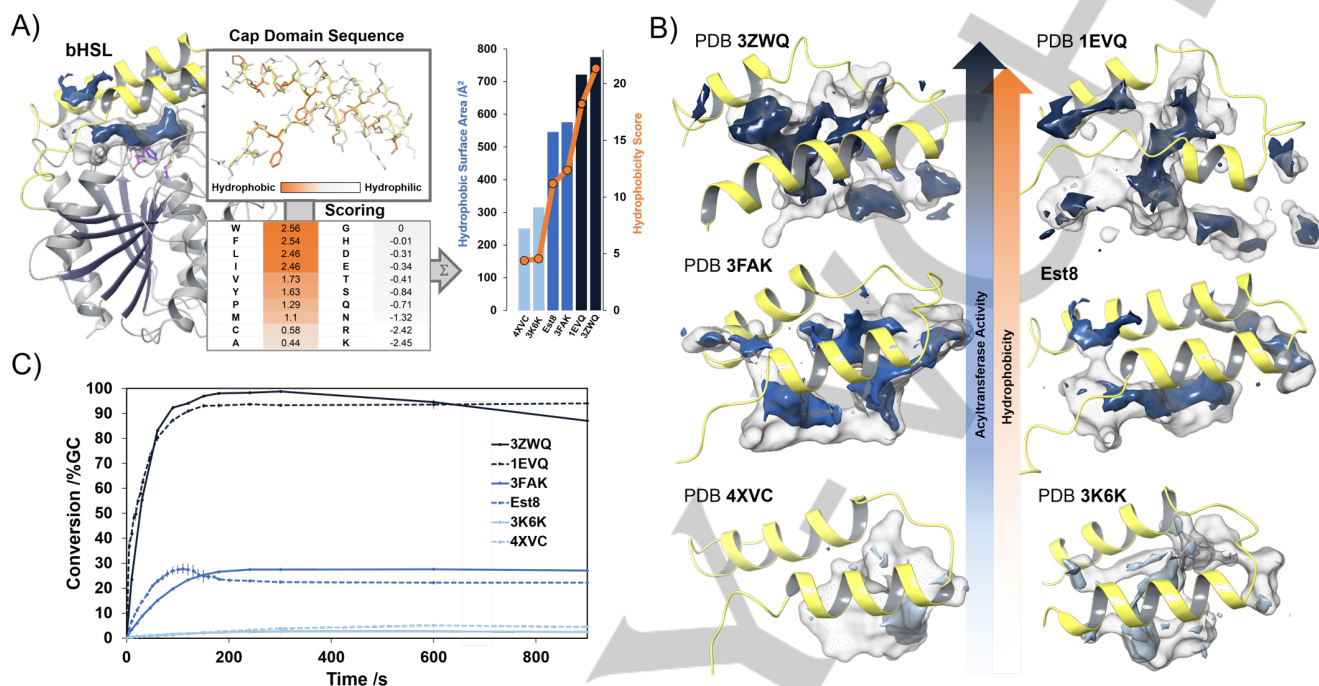 A)
bHSL
Cap Domain Sequence
Hydrophobic
Hydrophilic
Scoring
W 2.56 G 0
F 2.54 H -0.01
L 2.46 D -0.31
I 2.46 E -0.34
V 1.73 T -0.41
Y 1.63 S -0.84
P 1.29 Q -0.71
M 1.1 N -1.32
C 0.58 R -2.42
A 0.44 K -2.45
Σ
Hydrophobic Surface Area /Å²
800
700
600
500
400
300
200
100
0
Hydrophobicity Score
20
15
10
5
0
4XVC
3K6K
Est8
3FAK
1EVQ
3ZWQ
B)
PDB 3ZWQ
PDB 1EVQ
PDB 3FAK
Est8
PDB 4XVC
PDB 3K6K
Acyltransferase Activity
Hydrophobicity
C)
Conversion /%GC
100
90
80
70
60
50
40
30
20
10
0
3ZWQ
1EVQ
3FAK
Est8
3K6K
4XVC
0 200 400 600 800
Time /s